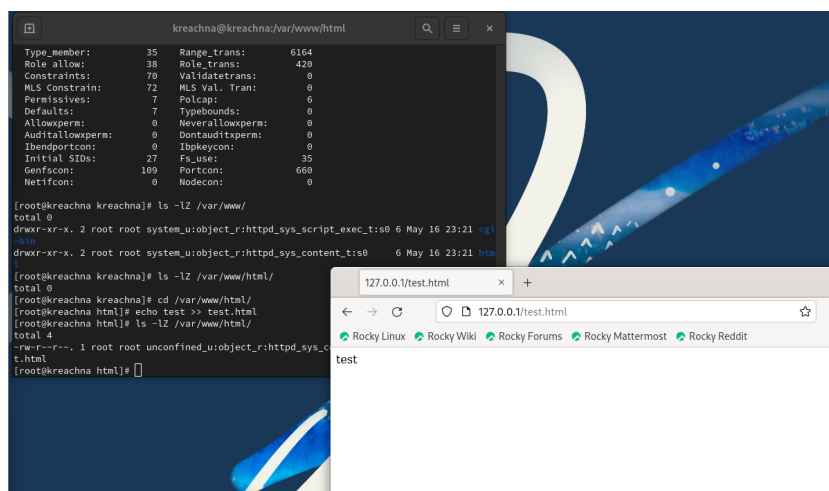 kreachna@kreachna:/var/www/html
Type_member: 35 Range_trans: 6164
Role allow: 38 Role_trans: 420
Constraints: 70 Validatetrans: 0
MLS Constrain: 72 MLS Val. Tran: 0
Permissives: 7 Polcap: 6
Defaults: 7 Typebounds: 0
Allowxperm: 0 Neverallowxperm: 0
Auditallowxperm: 0 Dontauditxperm: 0
Ibendportcon: 0 Ibpkeycon: 0
Initial SIDs: 27 Fs_use: 35
Genfscon: 109 Portcon: 660
Netifcon: 0 Nodecon: 0
[root@kreachna kreachna]# ls -lZ /var/www/
total 0
drwxr-xr-x. 2 root root system_u:object_r:httpd_sys_script_exec_t:s0 6 May 16 23:21 cgi
-bin
drwxr-xr-x. 2 root root system_u:object_r:httpd_sys_content_t:s0 6 May 16 23:21 htm
l
[root@kreachna kreachna]# ls -lZ /var/www/html/
total 0
[root@kreachna kreachna]# cd /var/www/html/
[root@kreachna html]# echo test >> test.html
[root@kreachna html]# ls -lZ /var/www/html/
total 4
-rw-r--r--. 1 root root unconfined_u:object_r:httpd_sys_c
t.html
[root@kreachna html]#
127.0.0.1/test.html
127.0.0.1/test.html
Rocky Linux Rocky Wiki Rocky Forums Rocky Mattermost Rocky Reddit
test